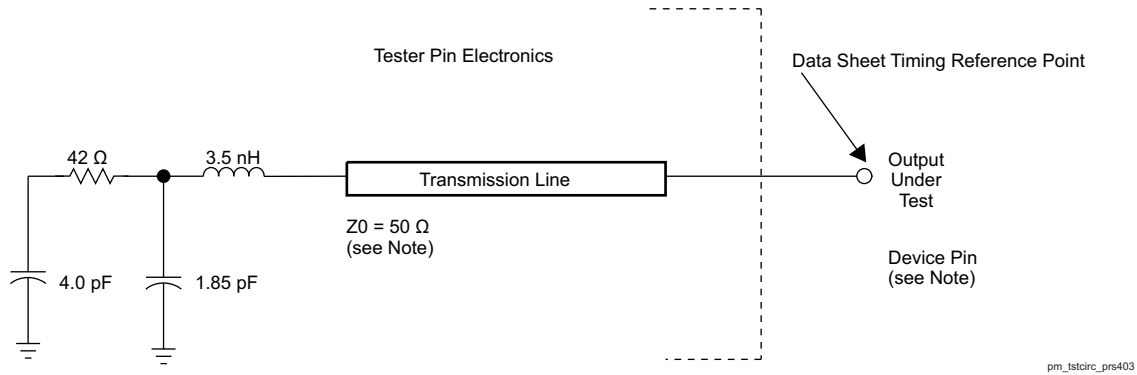 Tester Pin Electronics
Data Sheet Timing Reference Point
42 Ω
3.5 nH
Transmission Line
Output
Under
Test
Z0 = 50 Ω
(see Note)
4.0 pF
1.85 pF
Device Pin
(see Note)
pm_tstcirc_prs403